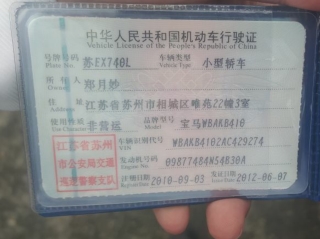 中华人民共和国机动车行驶证
Vehicle License of the People's Republic of China
号牌号码 苏EX740L 车辆类型 小型轿车
Plate No. Vehicle Type
所有人 郑月妙
Owner
住址 江苏省苏州市相城区唯苑22幢3室
Address
使用性质 非营运 品牌型号 宝马WBAKB410
Use Character
江苏省苏州 车辆识别代号 WBAKB4102AC429274
VIN
市公安局交通 发动机号码 09877484N54B30A
Engine No.
巡逻警察支队 注册日期 2010-09-03 发证日期 2012-06-07
Register Date Issue Date